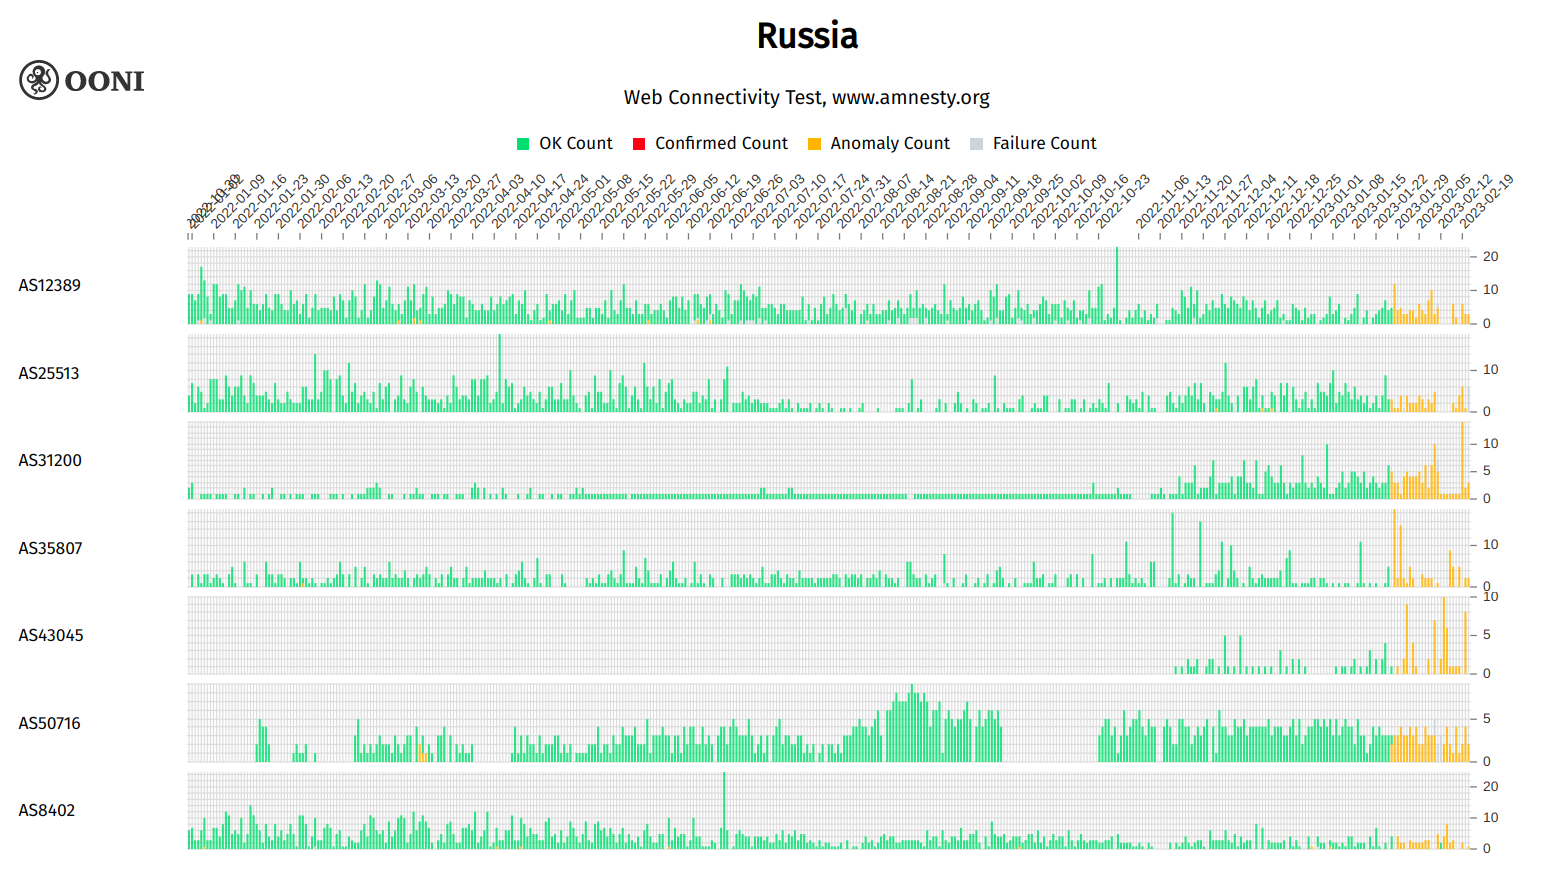 Russia
OONI
Web Connectivity Test, www.amnesty.org
OK Count Confirmed Count Anomaly Count Failure Count
2022-01-02 2022-01-09 2022-01-16 2022-01-23 2022-01-30 2022-02-06 2022-02-13 2022-02-20 2022-02-27 2022-03-06 2022-03-13 2022-03-20 2022-03-27 2022-04-03 2022-04-10 2022-04-17 2022-04-24 2022-05-01 2022-05-08 2022-05-15 2022-05-22 2022-05-29 2022-06-05 2022-06-12 2022-06-19 2022-06-26 2022-07-03 2022-07-10 2022-07-17 2022-07-24 2022-07-31 2022-08-07 2022-08-14 2022-08-21 2022-08-28 2022-09-04 2022-09-11 2022-09-18 2022-09-25 2022-10-02 2022-10-09 2022-10-16 2022-10-23 2022-11-06 2022-11-13 2022-11-20 2022-11-27 2022-12-04 2022-12-11 2022-12-18 2022-12-25 2023-01-01 2023-01-08 2023-01-15 2023-01-22 2023-01-29 2023-02-05 2023-02-12 2023-02-19
20
AS12389
10
0
AS25513
10
0
10
AS31200
5
0
AS35807
10
0
10
AS43045
5
0
AS50716
5
0
20
AS8402
10
0